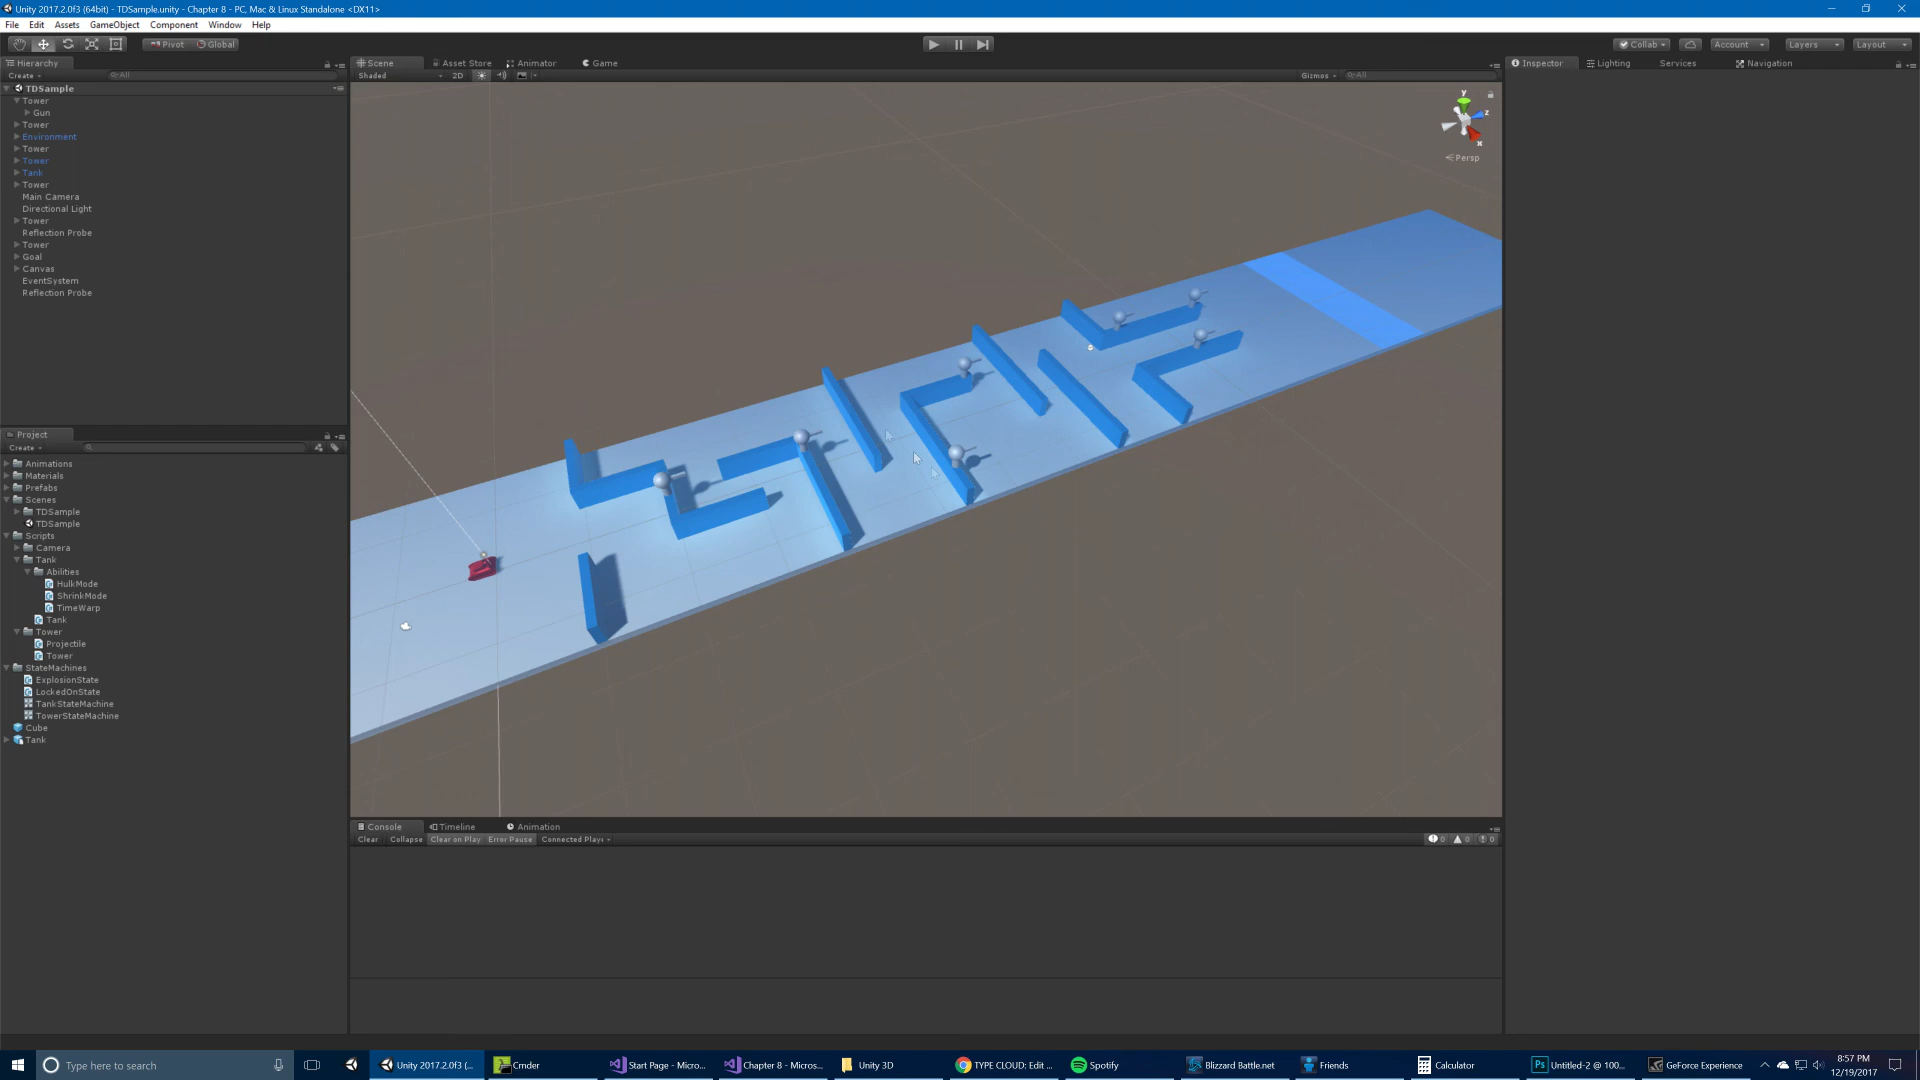 Unity 2017.2.0f3 (64bit) - TDSample.unity - Chapter 8 - PC, Mac & Linux Standalone <DX11>
File Edit Assets GameObject Component Window Help
Pivot Global Collab Account Layers Layout
Hierarchy
Create All
TDSample
Tower
Gun
Tower
Environment
Tower
Tower
Tank
Tower
Main Camera
Directional Light
Tower
Reflection Probe
Tower
Goal
Canvas
EventSystem
Reflection Probe
Project
Create
Animations
Materials
Prefabs
Scenes
TDSample
TDSample
Scripts
Camera
Tank
Abilities
HulkMode
ShrinkMode
TimeWarp
Tank
Tower
Projectile
Tower
StateMachines
ExplosionState
LockedOnState
TankStateMachine
TowerStateMachine
Cube
Tank
Scene Asset Store Animator Game
Shaded 2D Gizmos All
y
z
x
Persp
Console Timeline Animation
Clear Collapse Clear on Play Error Pause Connected Play 0 0 0
Inspector Lighting Services Navigation
Type here to search Unity 2017.2.0f3 (... Cmder Start Page - Micro... Chapter 8 - Micros... Unity 3D TYPE CLOUD: Edit ... Spotify Blizzard Battle.net Friends Calculator Untitled-2 @ 100... GeForce Experience 8:57 PM
12/19/2017